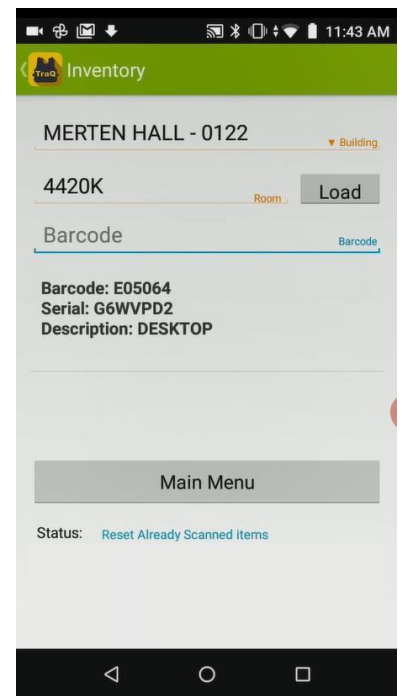 11:43 AM
TraQ Inventory
MERTEN HALL - 0122 ▼ Building
4420K Room Load
Barcode Barcode
Barcode: E05064
Serial: G6WVPD2
Description: DESKTOP
Main Menu
Status: Reset Already Scanned items